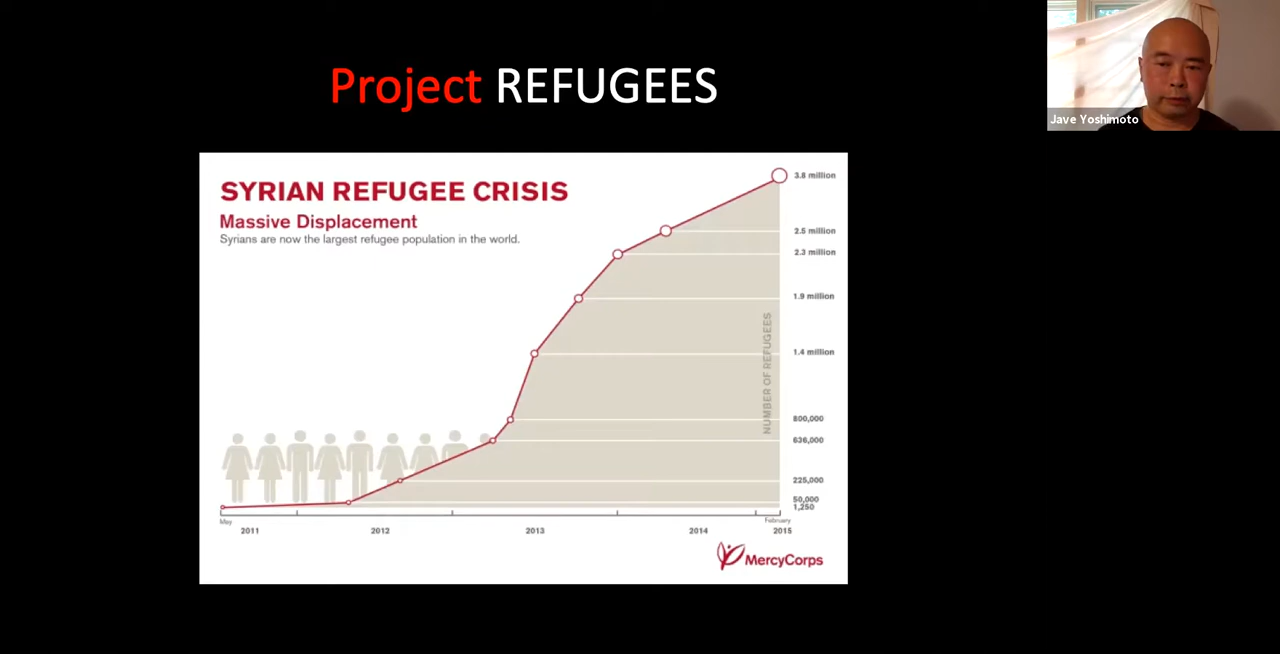 Project REFUGEES
Jave Yoshimoto
SYRIAN REFUGEE CRISIS
Massive Displacement
Syrians are now the largest refugee population in the world.
3.8 million
2.5 million
2.3 million
1.9 million
1.4 million
800,000
636,000
225,000
50,000
1,250
NUMBER OF REFUGEES
May
February
2011
2012
2013
2014
2015
MercyCorps